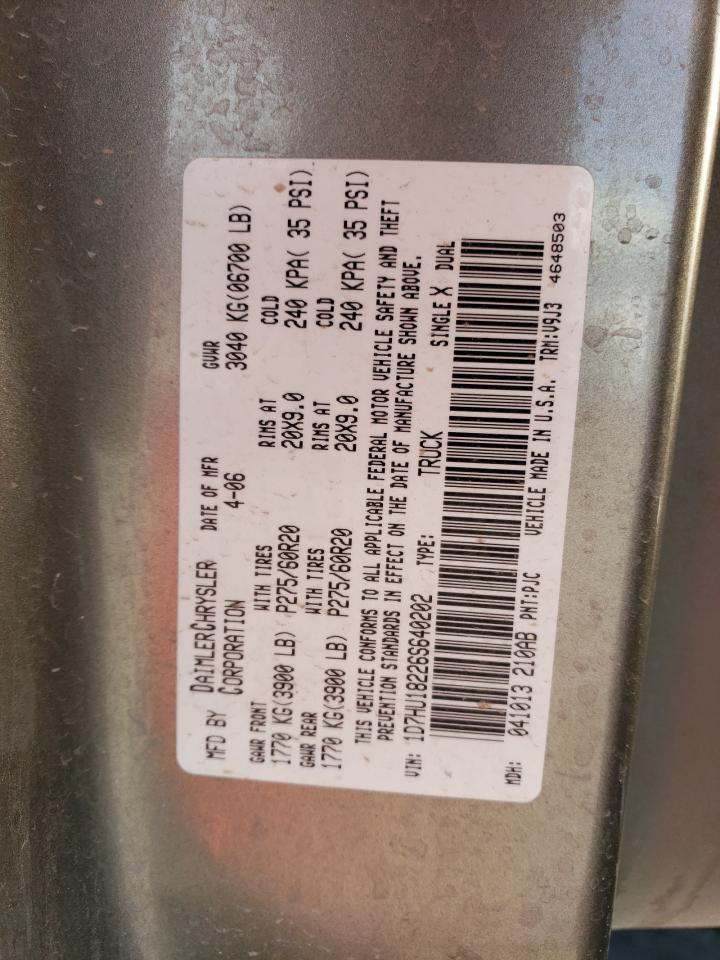 MFD BY DAIMLERCHRYSLER CORPORATION DATE OF MFR 4-06 GVWR 3040 KG(06700 LB)
GAWR FRONT WITH TIRES RIMS AT COLD
1770 KG(3900 LB) P275/60R20 20X9.0 240 KPA( 35 PSI)
GAWR REAR WITH TIRES RIMS AT COLD
1770 KG(3900 LB) P275/60R20 20X9.0 240 KPA( 35 PSI)
THIS VEHICLE CONFORMS TO ALL APPLICABLE FEDERAL MOTOR VEHICLE SAFETY AND THEFT
PREVENTION STANDARDS IN EFFECT ON THE DATE OF MANUFACTURE SHOWN ABOVE.
VIN: 1D7HU18226S640202 TYPE: TRUCK SINGLE X DUAL
MDH: 041013 210AB PNT:PJC VEHICLE MADE IN U.S.A. TRM:V9J3 4648503